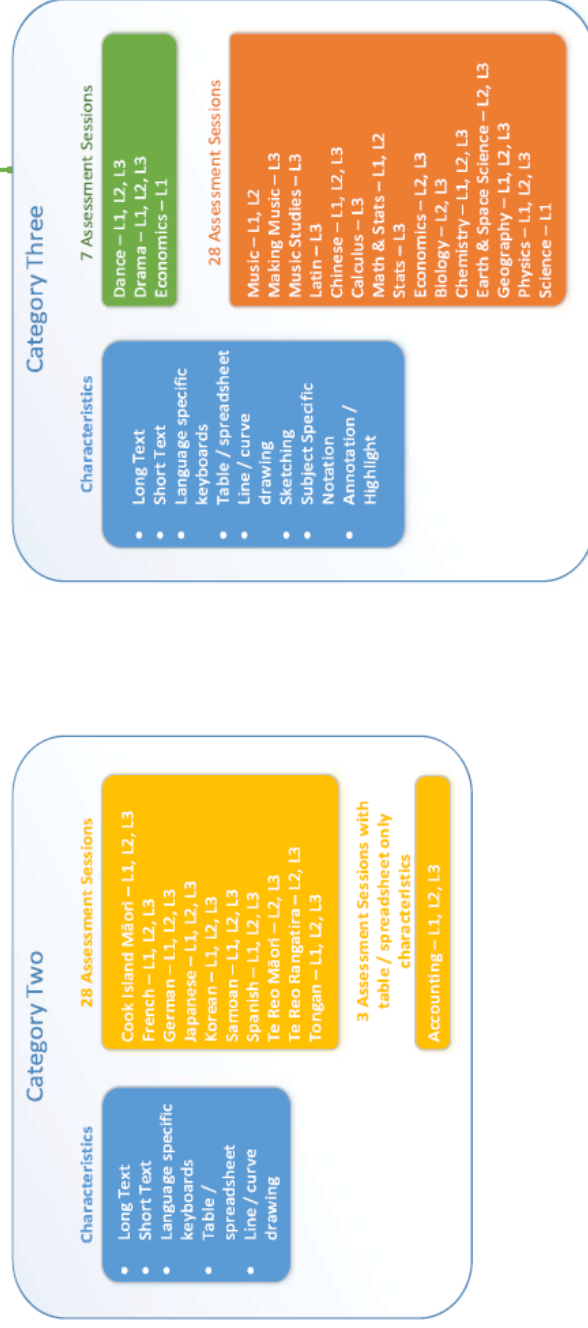 Category Two
Characteristics
• Long Text
• Short Text
• Language specific
keyboards
• Table /
spreadsheet
• Line / curve
drawing
28 Assessment Sessions
Cook Island Māori – L1, L2, L3
French – L1, L2, L3
German – L1, L2, L3
Japanese – L1, L2, L3
Korean – L1, L2, L3
Samoan – L1, L2, L3
Spanish – L1, L2, L3
Te Reo Māori – L2, L3
Te Reo Rangatira – L2, L3
Tongan – L1, L2, L3
3 Assessment Sessions with
table / spreadsheet only
characteristics
Accounting – L1, L2, L3
Category Three
Characteristics
• Long Text
• Short Text
• Language specific
keyboards
• Table / spreadsheet
• Line / curve
drawing
• Sketching
• Subject Specific
Notation
• Annotation /
Highlight
7 Assessment Sessions
Dance – L1, L2, L3
Drama – L1, L2, L3
Economics – L1
28 Assessment Sessions
Music – L1, L2
Making Music – L3
Music Studies – L3
Latin – L3
Chinese – L1, L2, L3
Calculus – L3
Math & Stats – L1, L2
Stats – L3
Economics – L2, L3
Biology – L2, L3
Chemistry – L1, L2, L3
Earth & Space Science – L2, L3
Geography – L1, L2, L3
Physics – L1, L2, L3
Science – L1